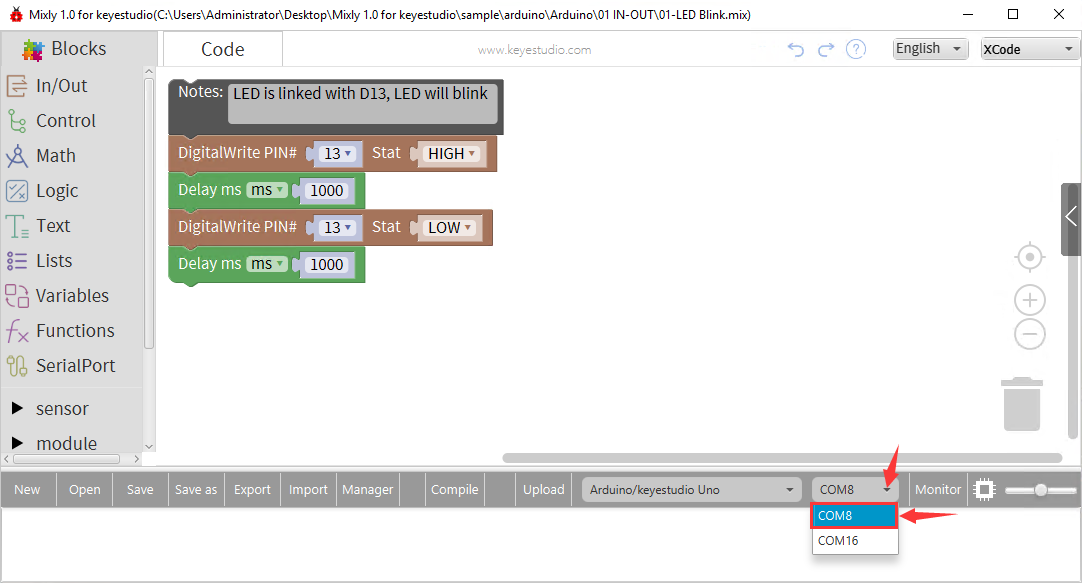 Mixly 1.0 for keyestudio(C:\Users\Administrator\Desktop\Mixly 1.0 for keyestudio\sample\arduino\Arduino\01 IN-OUT\01-LED Blink.mix)
Blocks
Code
www.keyestudio.com
?
English
XCode
In/Out
Control
Math
Logic
Text
Lists
Variables
Functions
SerialPort
sensor
module
Notes: LED is linked with D13, LED will blink
DigitalWrite PIN# 13 Stat HIGH
Delay ms ms 1000
DigitalWrite PIN# 13 Stat LOW
Delay ms ms 1000
New Open Save Save as Export Import Manager Compile Upload Arduino/keyestudio Uno COM8 Monitor
COM8
COM16